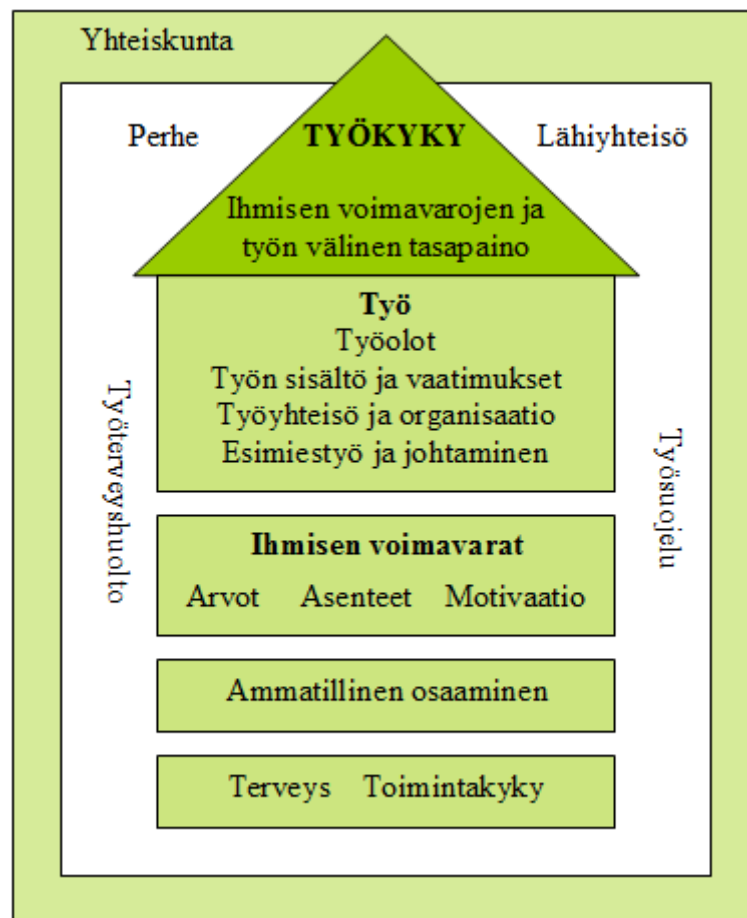 Yhteiskunta
Perhe
TYÖKYKY
Lähiyhteisö
Ihmisen voimavarojen ja
työn välinen tasapaino
Työ
Työolot
Työn sisältö ja vaatimukset
Työyhteisö ja organisaatio
Esimiestyö ja johtaminen
Työterveyshuolto
Työsuojelu
Ihmisen voimavarat
Arvot Asenteet Motivaatio
Ammatillinen osaaminen
Terveys Toimintakyky